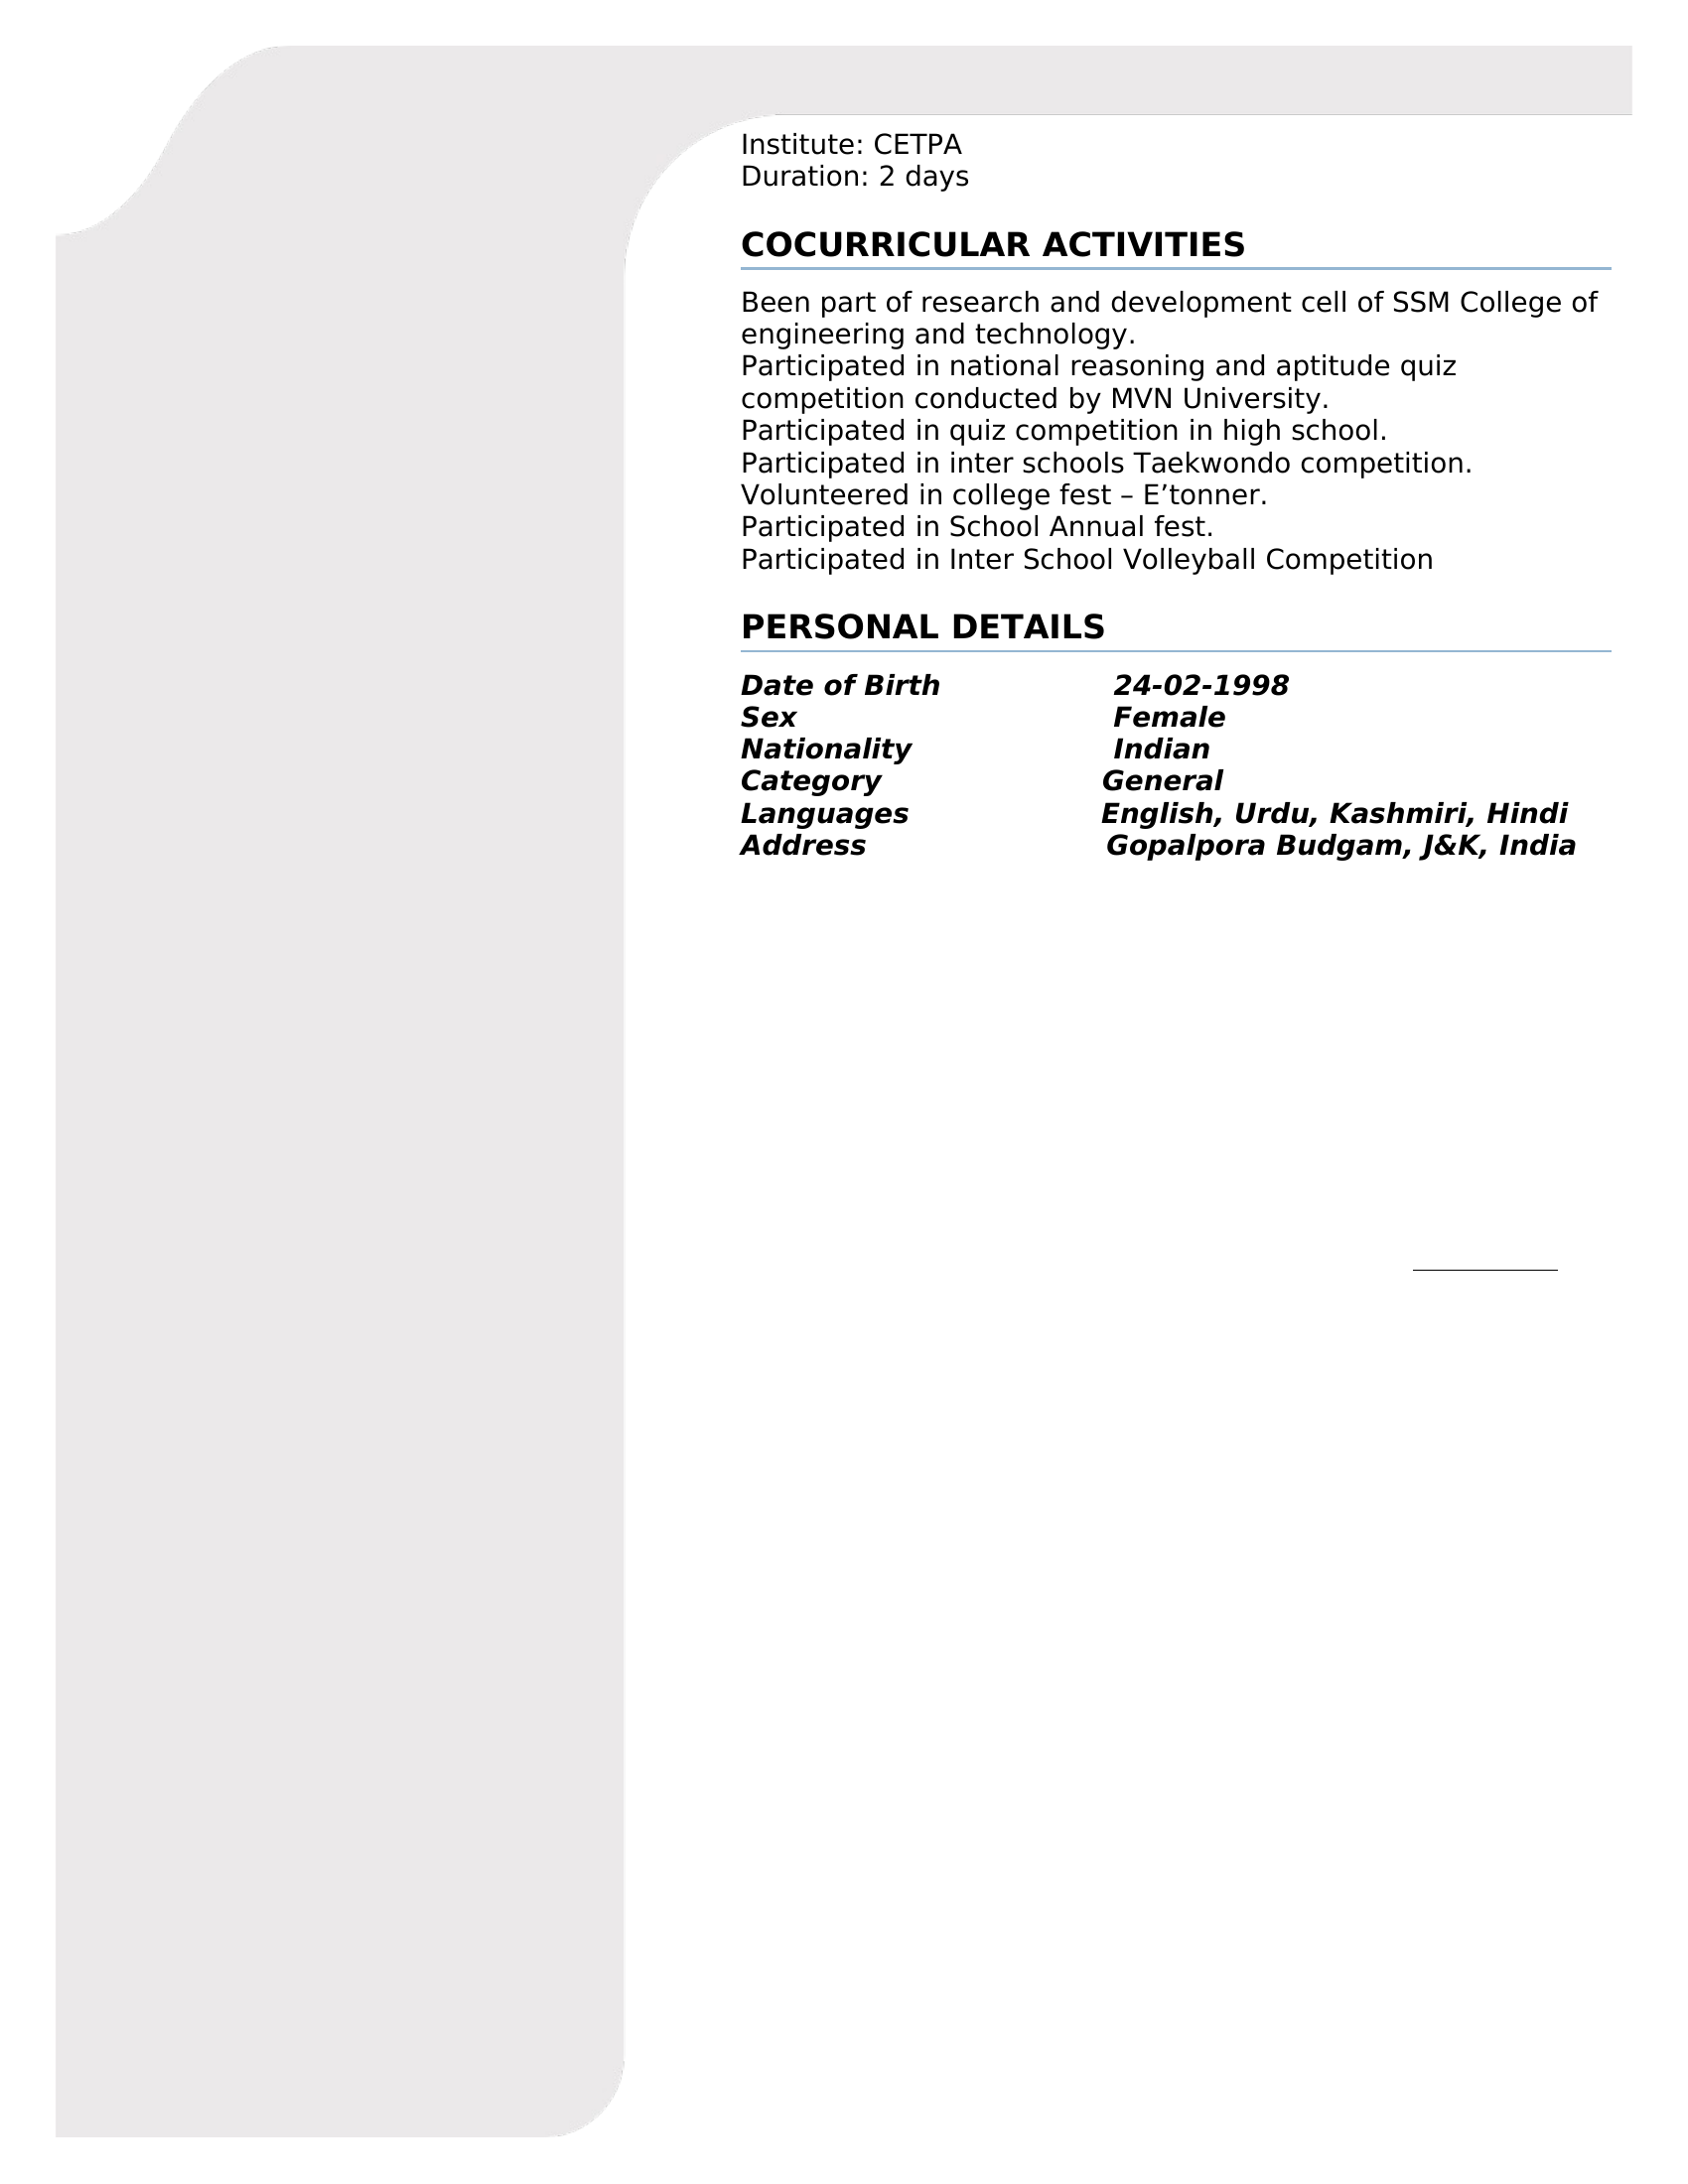 Institute: CETPA
Duration: 2 days
COCURRICULAR ACTIVITIES
Been part of research and development cell of SSM College of
engineering and technology.
Participated in national reasoning and aptitude quiz
competition conducted by MVN University.
Participated in quiz competition in high school.
Participated in inter schools Taekwondo competition.
Volunteered in college fest – E’tonner.
Participated in School Annual fest.
Participated in Inter School Volleyball Competition
PERSONAL DETAILS
Date of Birth 24-02-1998
Sex Female
Nationality Indian
Category General
Languages English, Urdu, Kashmiri, Hindi
Address Gopalpora Budgam, J&K, India